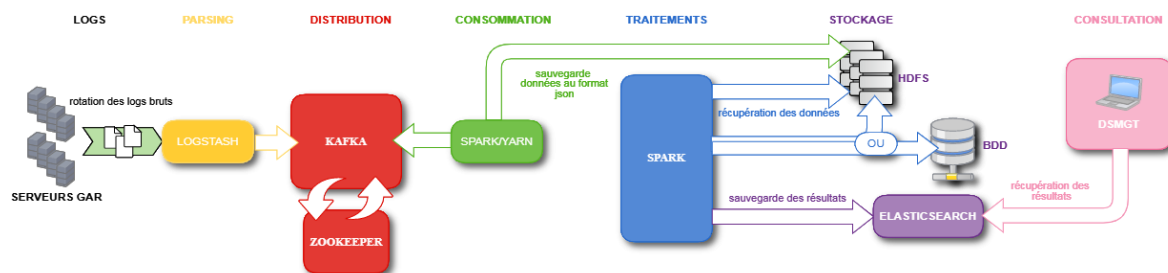 LOGS
PARSING
DISTRIBUTION
CONSOMMATION
TRAITEMENTS
STOCKAGE
CONSULTATION
rotation des logs bruts
SERVEURS GAR
LOGSTASH
KAFKA
ZOOKEEPER
SPARK/YARN
sauvegarde
données au format
json
SPARK
récupération des données
HDFS
OU
BDD
sauvegarde des résultats
ELASTICSEARCH
DSMGT
récupération des
résultats